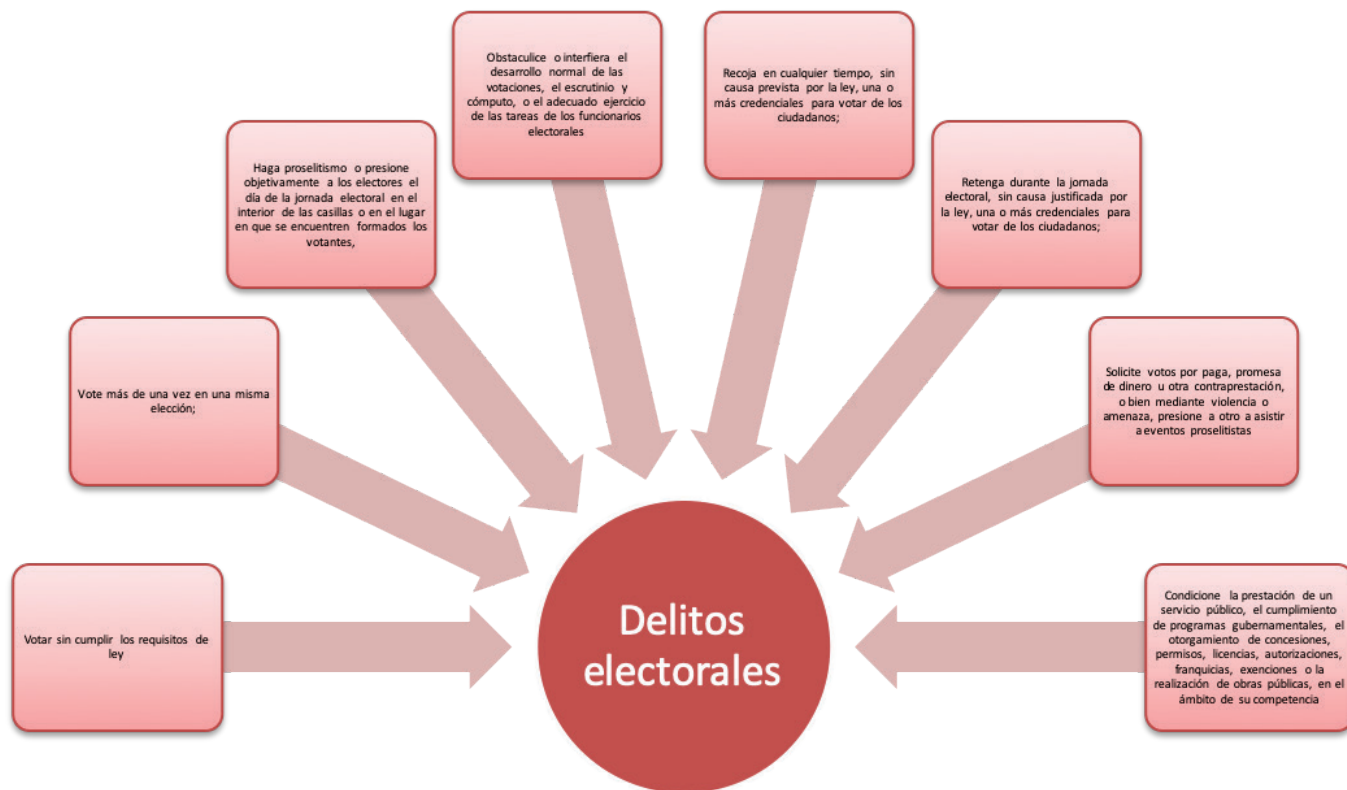 Obstaculice o interfiera el
desarrollo normal de las
votaciones, el escrutinio y
cómputo, o el adecuado ejercicio
de las tareas de los funcionarios
electorales
Recoja en cualquier tiempo, sin
causa prevista por la ley, una o
más credenciales para votar de los
ciudadanos;
Haga proselitismo o presione
objetivamente a los electores el
día de la jornada electoral en el
interior de las casillas o en el lugar
en que se encuentren formados los
votantes,
Retenga durante la jornada
electoral, sin causa justificada por
la ley, una o más credenciales para
votar de los ciudadanos;
Vote más de una vez en una misma
elección;
Solicite votos por paga, promesa
de dinero u otra contraprestación,
o bien mediante violencia o
amenaza, presione a otro a asistir
a eventos proselitistas
Votar sin cumplir los requisitos de
ley
Delitos
electorales
Condicione la prestación de un
servicio público, el cumplimiento
de programas gubernamentales, el
otorgamiento de concesiones,
permisos, licencias, autorizaciones,
franquicias, exenciones o la
realización de obras públicas, en el
ámbito de su competencia